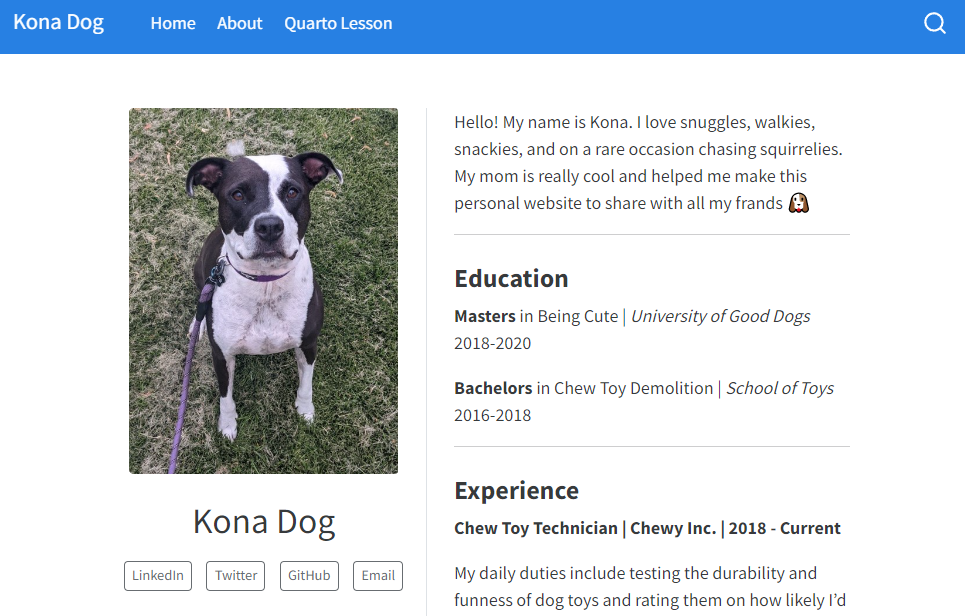 Kona Dog Home About Quarto Lesson
Hello! My name is Kona. I love snuggles, walkies,
snackies, and on a rare occasion chasing squirrelies.
My mom is really cool and helped me make this
personal website to share with all my frands
Education
Masters in Being Cute | University of Good Dogs
2018-2020
Bachelors in Chew Toy Demolition | School of Toys
2016-2018
Experience
Chew Toy Technician | Chewy Inc. | 2018 - Current
My daily duties include testing the durability and
funness of dog toys and rating them on how likely I’d
Kona Dog
LinkedIn Twitter GitHub Email